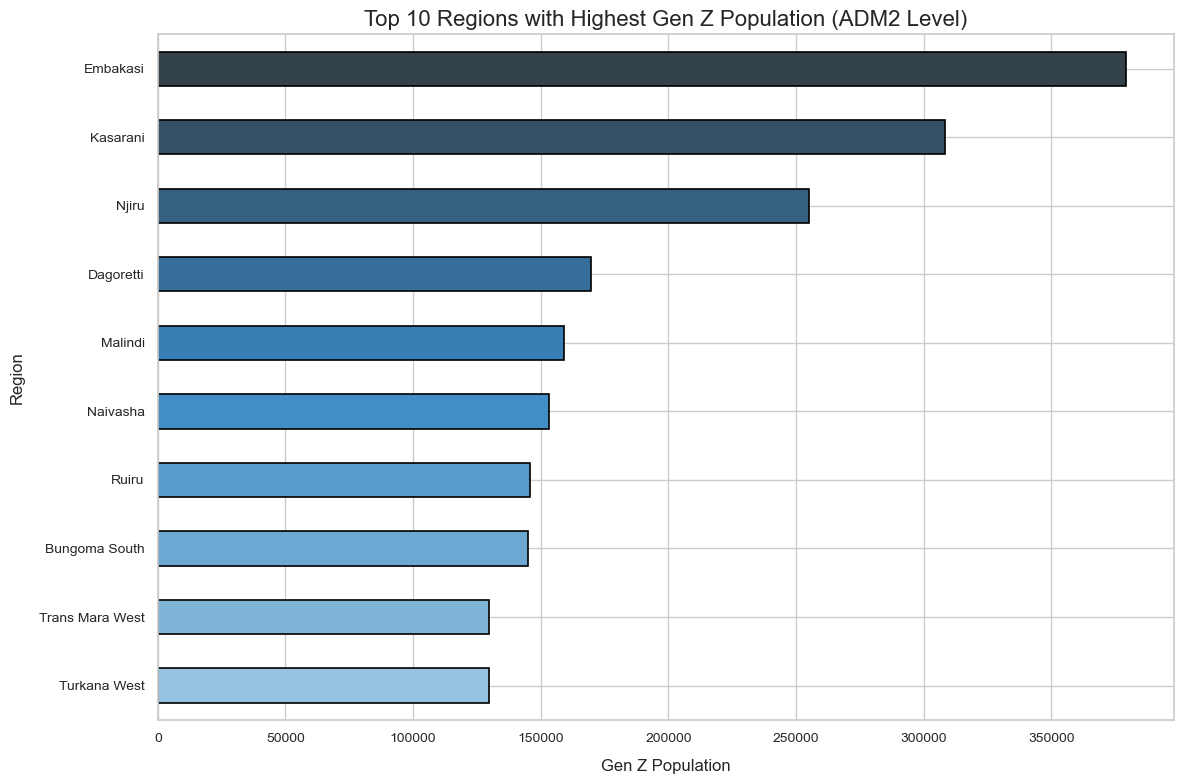 Top 10 Regions with Highest Gen Z Population (ADM2 Level)
Region
Embakasi
Kasarani
Njiru
Dagoretti
Malindi
Naivasha
Ruiru
Bungoma South
Trans Mara West
Turkana West
0 50000 100000 150000 200000 250000 300000 350000
Gen Z Population